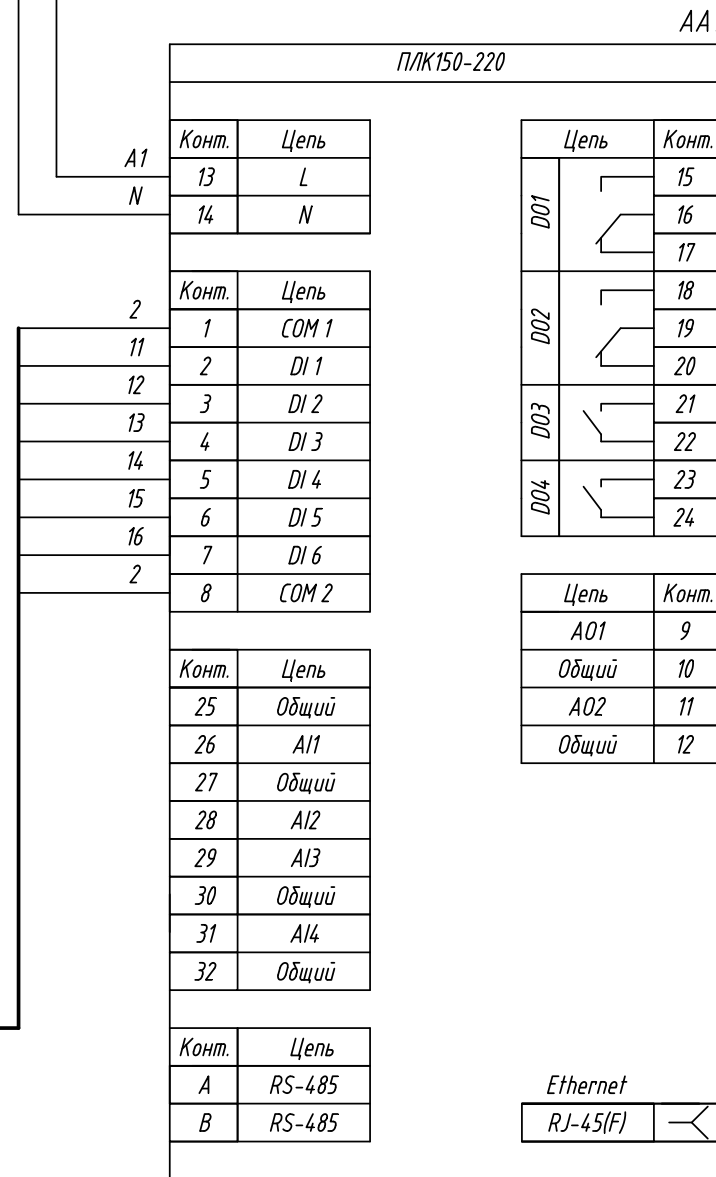 АА
ПЛК150-220
Конт. Цепь
А1 13 L
N 14 N
Конт. Цепь
2 1 COM 1
11 2 DI 1
12 3 DI 2
13 4 DI 3
14 5 DI 4
15 6 DI 5
16 7 DI 6
2 8 COM 2
Конт. Цепь
25 Общий
26 AI1
27 Общий
28 AI2
29 AI3
30 Общий
31 AI4
32 Общий
Конт. Цепь
A RS-485
B RS-485
Цепь Конт.
DO1 15
16
17
DO2 18
19
20
DO3 21
22
DO4 23
24
Цепь Конт.
AO1 9
Общий 10
AO2 11
Общий 12
Ethernet
RJ-45(F)